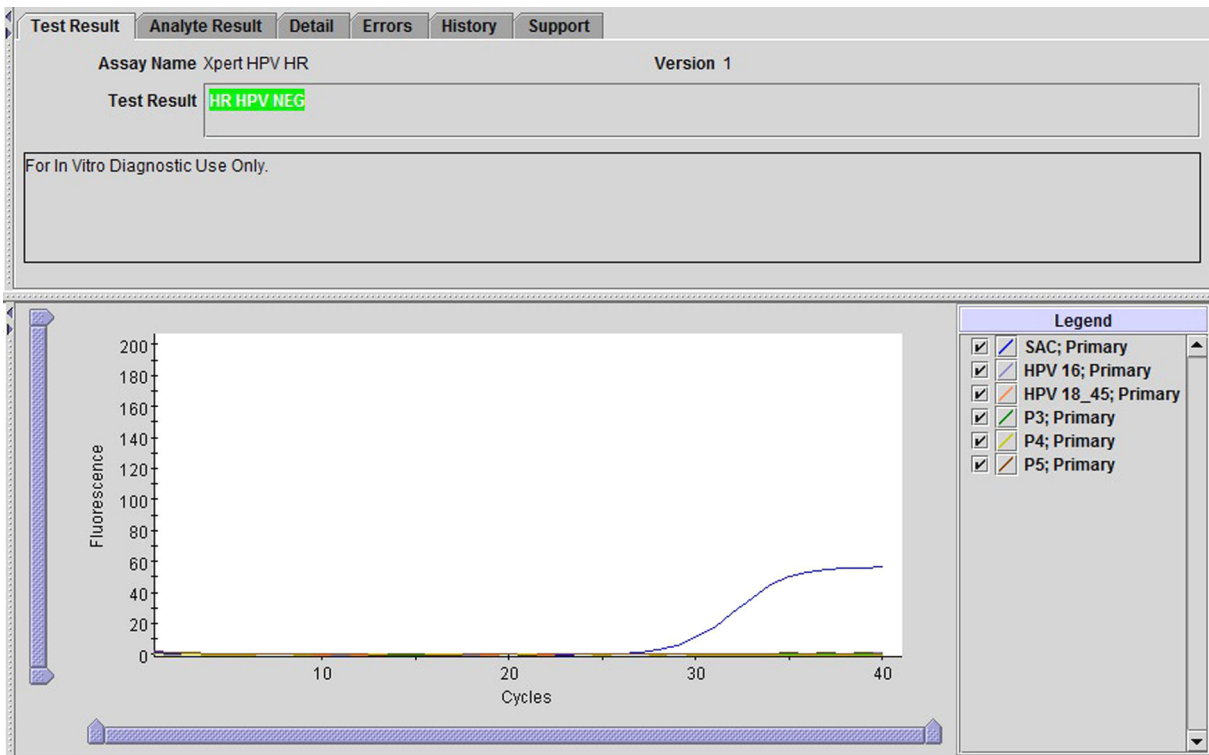 Test Result Analyte Result Detail Errors History Support
Assay Name Xpert HPV HR Version 1
Test Result HR HPV NEG
For In Vitro Diagnostic Use Only.
Legend
SAC; Primary
HPV 16; Primary
HPV 18_45; Primary
P3; Primary
P4; Primary
P5; Primary
Fluorescence
200
180
160
140
120
100
80
60
40
20
0
10 20 30 40
Cycles